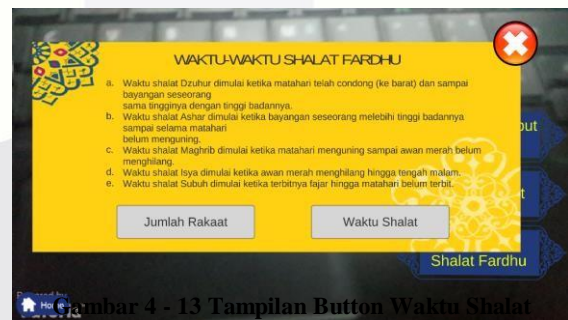 WAKTU-WAKTU SHALAT FARDHU
a. Waktu shalat Dzuhur dimulai ketika matahari telah condong (ke barat) dan sampai
bayangan seseorang
sama tingginya dengan tinggi badannya.
b. Waktu shalat Ashar dimulai ketika bayangan seseorang melebihi tinggi badannya
sampai selama matahari
belum menguning.
c. Waktu shalat Maghrib dimulai ketika matahari menguning sampai awan merah belum
menghilang.
d. Waktu shalat Isya dimulai ketika awan merah menghilang hingga tengah malam.
e. Waktu shalat Subuh dimulai ketika terbitnya fajar hingga matahari belum terbit.
Jumlah Rakaat
Waktu Shalat
Shalat Fardhu
Home
Gambar 4 - 13 Tampilan Button Waktu Shalat